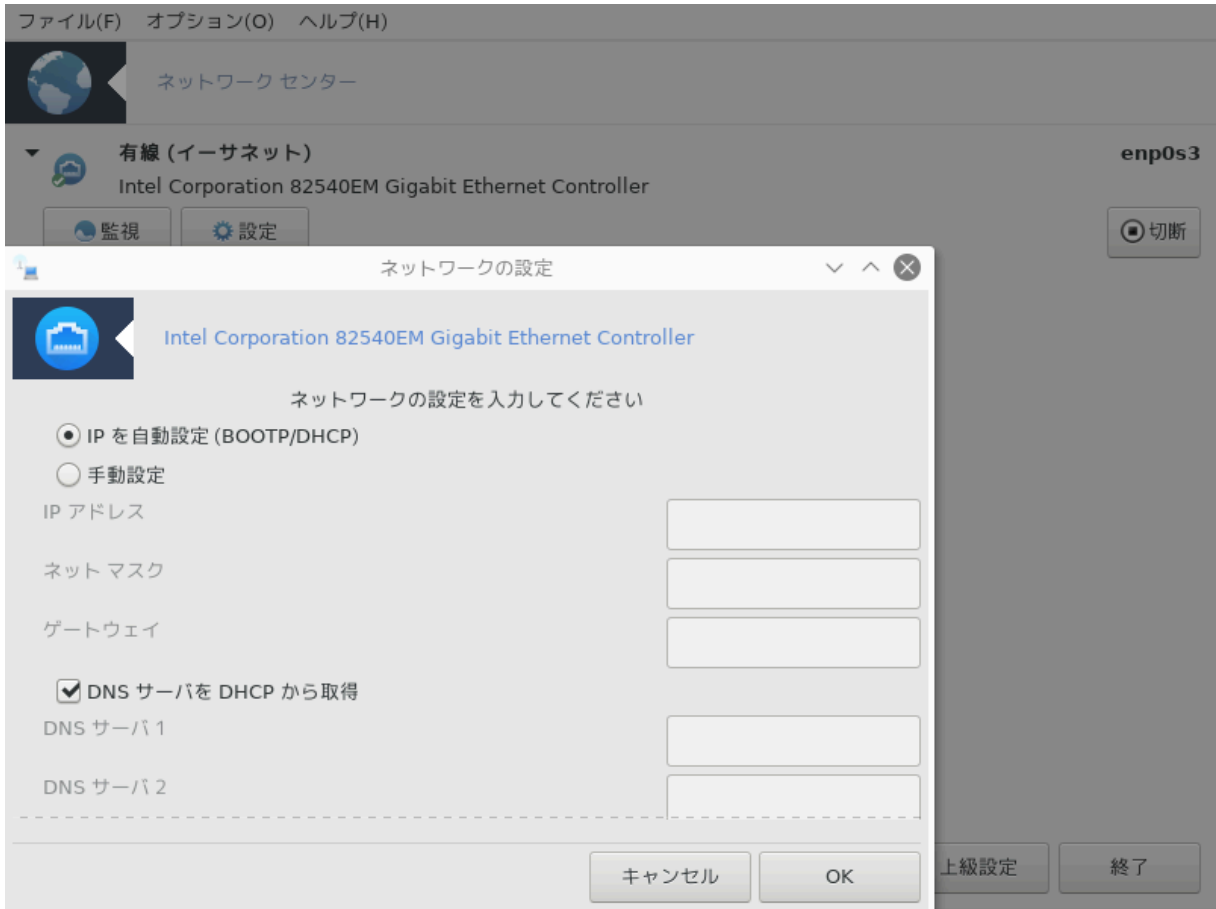 ファイル(F) オプション(O) ヘルプ(H)
ネットワーク センター
有線 (イーサネット) enp0s3
Intel Corporation 82540EM Gigabit Ethernet Controller
監視 設定 切断
ネットワークの設定
Intel Corporation 82540EM Gigabit Ethernet Controller
ネットワークの設定を入力してください
IP を自動設定 (BOOTP/DHCP)
手動設定
IP アドレス
ネット マスク
ゲートウェイ
DNS サーバを DHCP から取得
DNS サーバ 1
DNS サーバ 2
キャンセル OK 上級設定 終了